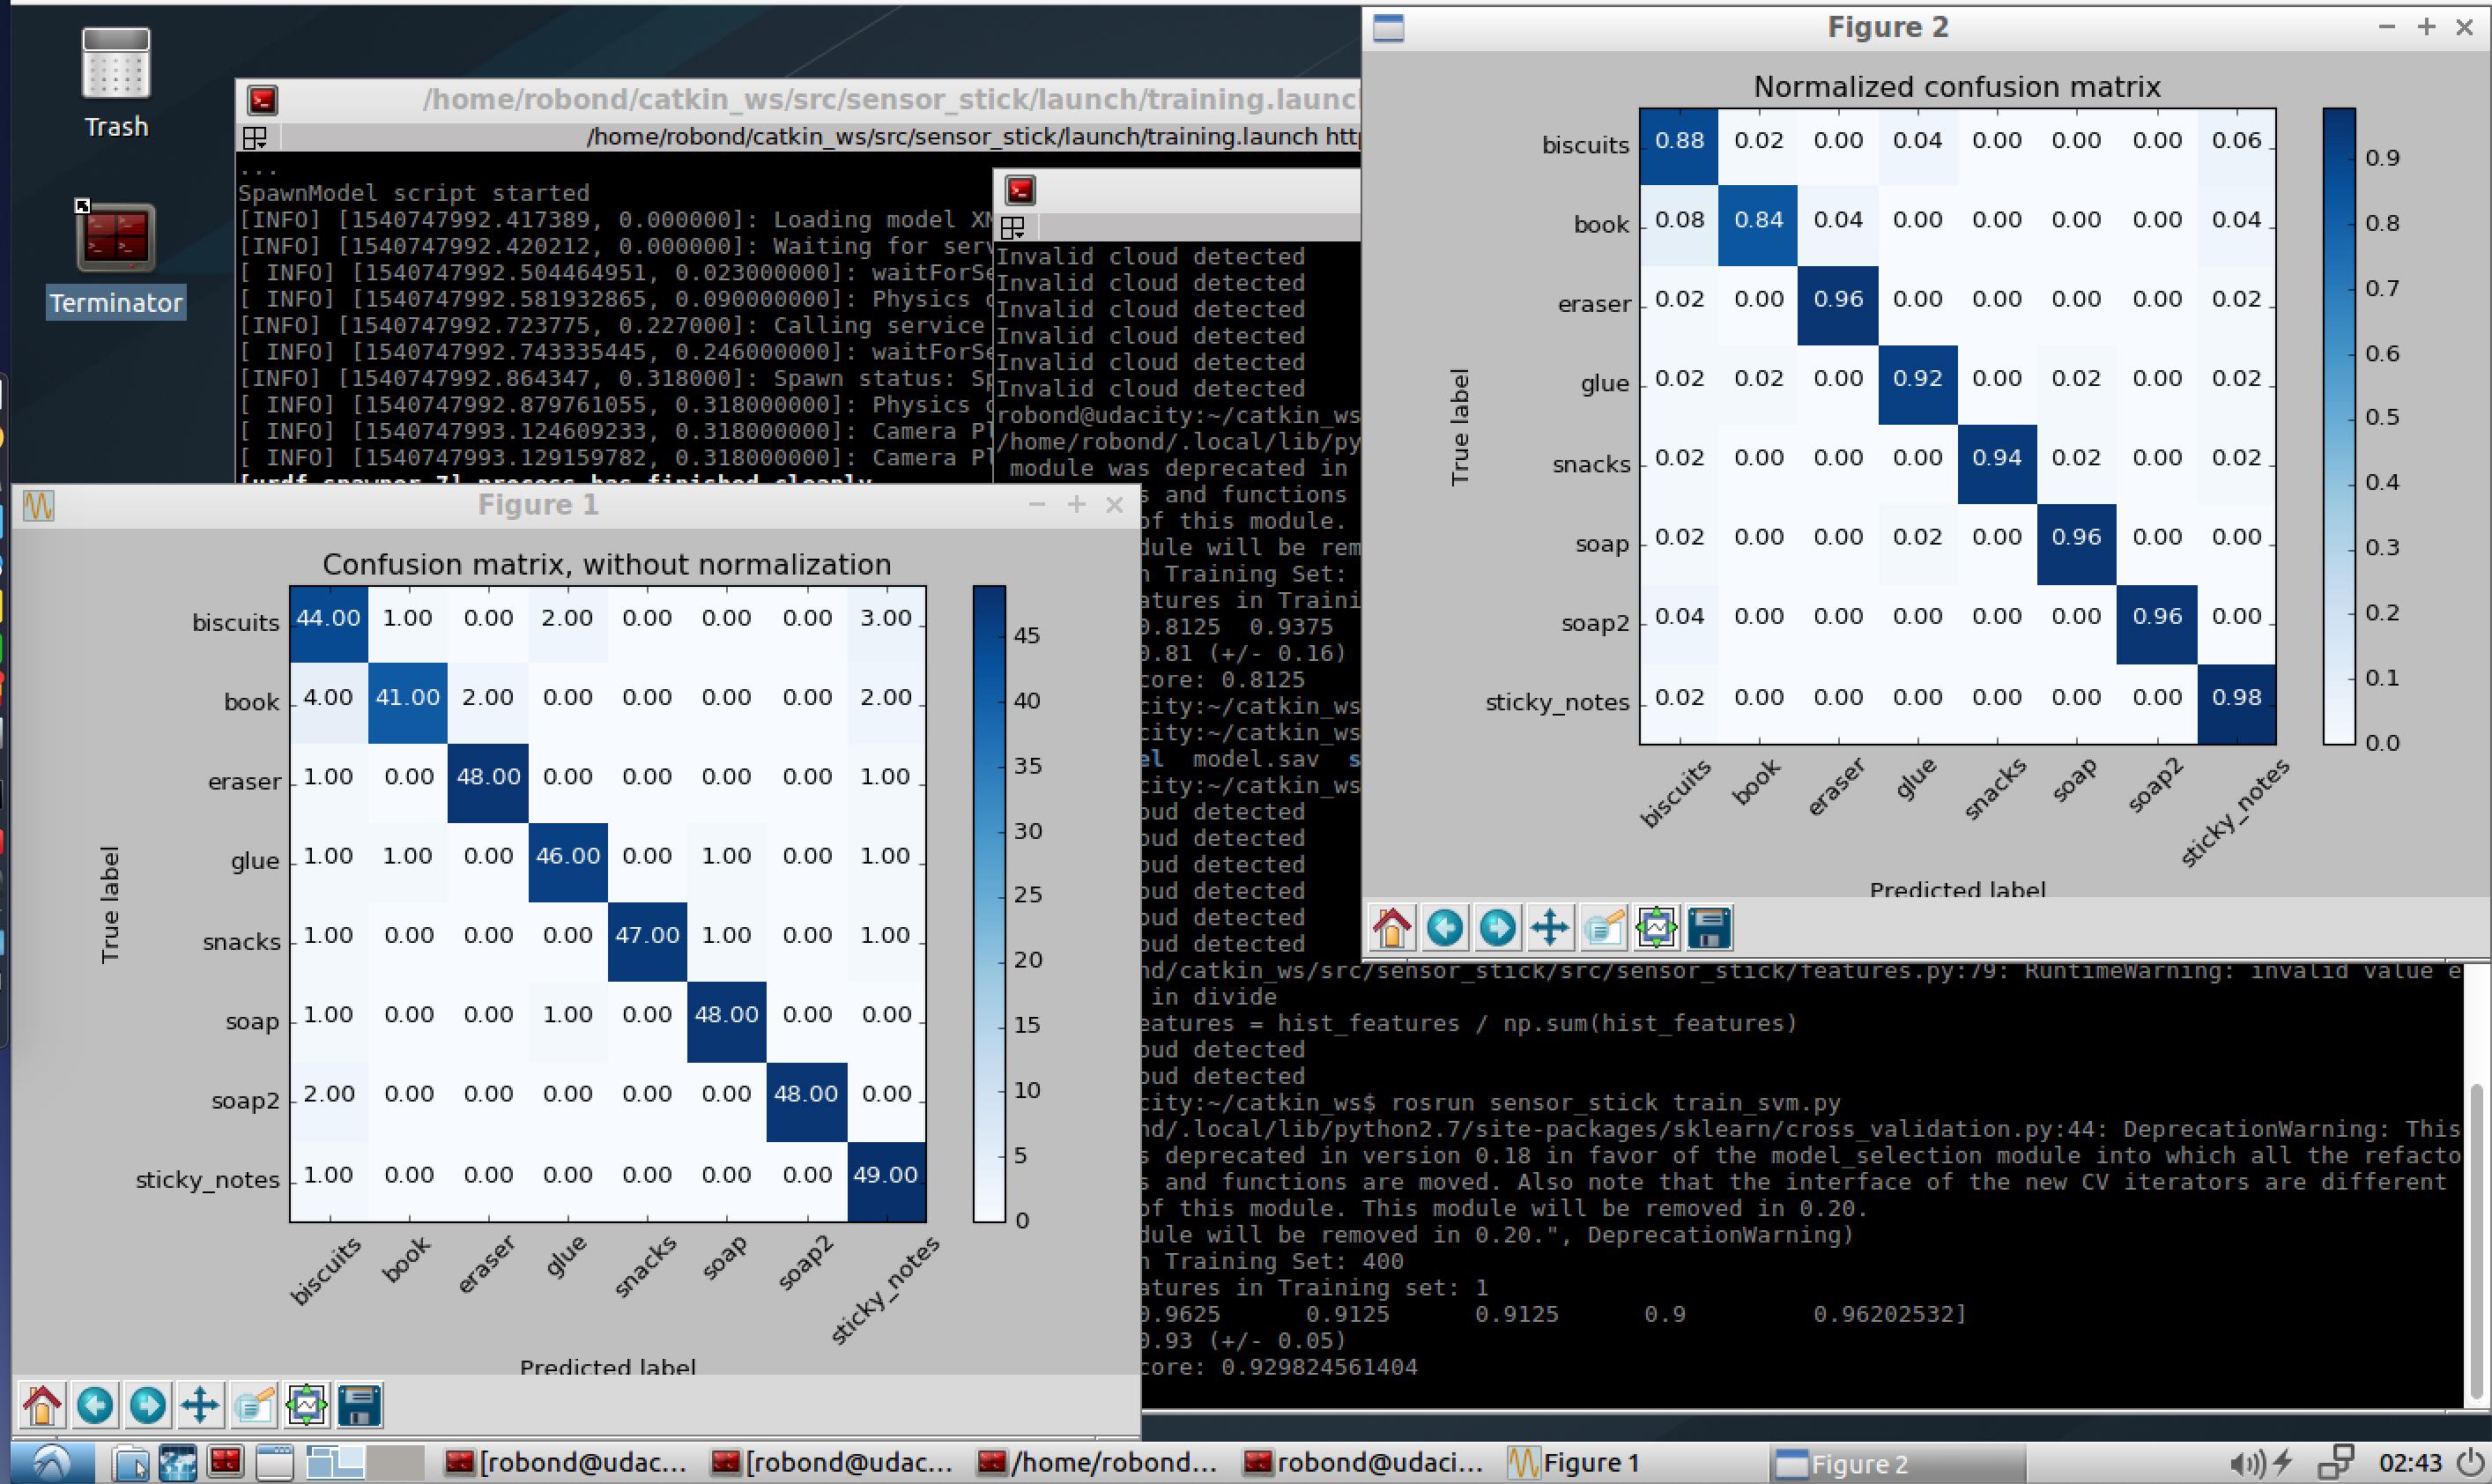 Trash
Terminator
/home/robond/catkin_ws/src/sensor_stick/launch/training.launch
/home/robond/catkin_ws/src/sensor_stick/launch/training.launch
...
SpawnModel script started
[INFO] [1540747992.417389, 0.000000]: Loading model
[INFO] [1540747992.420212, 0.000000]: Waiting for
[ INFO] [1540747992.504464951, 0.023000000]:
[ INFO] [1540747992.581932865, 0.090000000]: Physics
[INFO] [1540747992.723775, 0.227000]: Calling service
[ INFO] [1540747992.743335445, 0.246000000]:
[INFO] [1540747992.864347, 0.318000]: Spawn status:
[ INFO] [1540747992.879761055, 0.318000000]: Physics
[ INFO] [1540747993.124609233, 0.318000000]: Camera
[ INFO] [1540747993.129159782, 0.318000000]: Camera
[urdf_spawner-7] process has finished cleanly
Invalid cloud detected
Invalid cloud detected
Invalid cloud detected
Invalid cloud detected
Invalid cloud detected
Invalid cloud detected
robond@udacity:~/catkin_ws
/home/robond/.local/lib/py
module was deprecated in
s and functions
of this module.
dule will be rem
n Training Set:
atures in Traini
0.8125 0.9375
0.81 (+/- 0.16)
core: 0.8125
city:~/catkin_ws
city:~/catkin_ws
el model.sav s
city:~/catkin_ws
oud detected
oud detected
oud detected
oud detected
oud detected
oud detected
nd/catkin_ws/src/sensor_stick/src/sensor_stick/features.py:79: RuntimeWarning: invalid value e
in divide
eatures = hist_features / np.sum(hist_features)
oud detected
oud detected
city:~/catkin_ws$ rosrun sensor_stick train_svm.py
nd/.local/lib/python2.7/site-packages/sklearn/cross_validation.py:44: DeprecationWarning: This
s deprecated in version 0.18 in favor of the model_selection module into which all the refacto
s and functions are moved. Also note that the interface of the new CV iterators are different
of this module. This module will be removed in 0.20.
dule will be removed in 0.20.", DeprecationWarning)
n Training Set: 400
atures in Training set: 1
0.9625 0.9125 0.9125 0.9 0.96202532]
0.93 (+/- 0.05)
core: 0.929824561404
Figure 1
Confusion matrix, without normalization
True label
biscuits 44.00 1.00 0.00 2.00 0.00 0.00 0.00 3.00
book 4.00 41.00 2.00 0.00 0.00 0.00 0.00 2.00
eraser 1.00 0.00 48.00 0.00 0.00 0.00 0.00 1.00
glue 1.00 1.00 0.00 46.00 0.00 1.00 0.00 1.00
snacks 1.00 0.00 0.00 0.00 47.00 1.00 0.00 1.00
soap 1.00 0.00 0.00 1.00 0.00 48.00 0.00 0.00
soap2 2.00 0.00 0.00 0.00 0.00 0.00 48.00 0.00
sticky_notes 1.00 0.00 0.00 0.00 0.00 0.00 0.00 49.00
biscuits book eraser glue snacks soap soap2 sticky_notes
Predicted label
45
40
35
30
25
20
15
10
5
0
Figure 2
Normalized confusion matrix
True label
biscuits 0.88 0.02 0.00 0.04 0.00 0.00 0.00 0.06
book 0.08 0.84 0.04 0.00 0.00 0.00 0.00 0.04
eraser 0.02 0.00 0.96 0.00 0.00 0.00 0.00 0.02
glue 0.02 0.02 0.00 0.92 0.00 0.02 0.00 0.02
snacks 0.02 0.00 0.00 0.00 0.94 0.02 0.00 0.02
soap 0.02 0.00 0.00 0.02 0.00 0.96 0.00 0.00
soap2 0.04 0.00 0.00 0.00 0.00 0.00 0.96 0.00
sticky_notes 0.02 0.00 0.00 0.00 0.00 0.00 0.00 0.98
biscuits book eraser glue snacks soap soap2 sticky_notes
Predicted label
0.9
0.8
0.7
0.6
0.5
0.4
0.3
0.2
0.1
0.0
[robond@udac...
[robond@udac...
/home/robond...
robond@udaci...
Figure 1
Figure 2
02:43